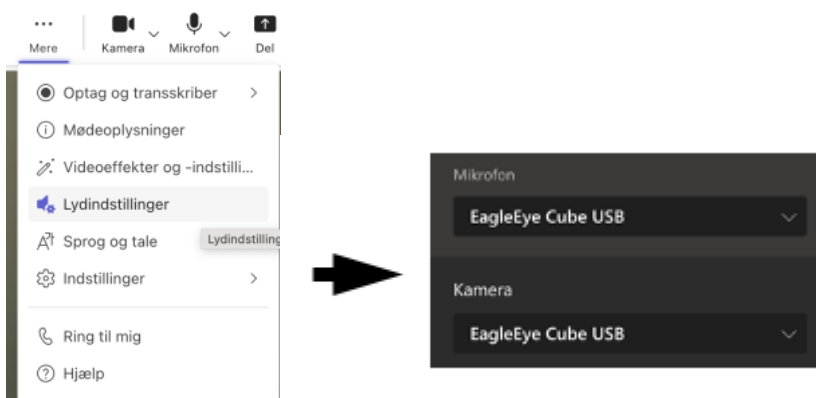 Mere
Kamera
Mikrofon
Del
Optag og transskriber
Mødeoplysninger
Videoeffekter og -indstilli...
Lydindstillinger
Sprog og tale
Lydindstilling
Indstillinger
Ring til mig
Hjælp
Mikrofon
EagleEye Cube USB
Kamera
EagleEye Cube USB